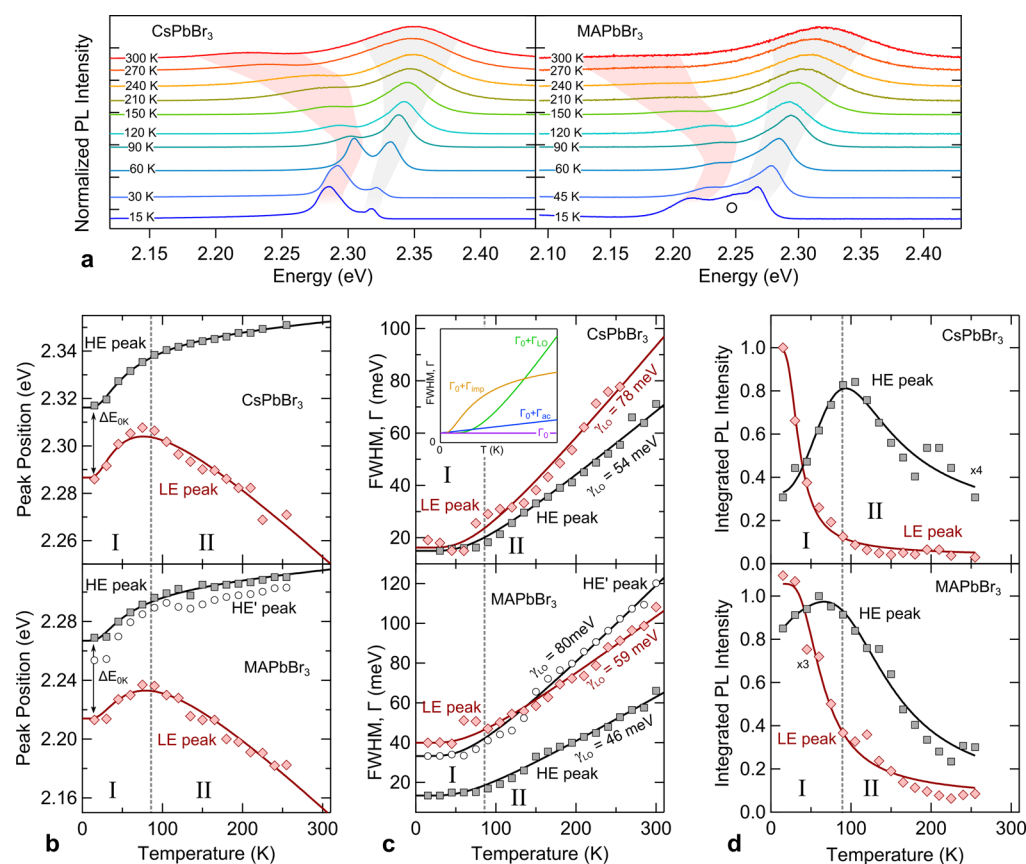 CsPbBr3
MAPbBr3
Normalized PL Intensity
300 K
270 K
240 K
210 K
150 K
120 K
90 K
60 K
30 K
15 K
300 K
270 K
240 K
210 K
150 K
120 K
90 K
60 K
45 K
15 K
2.15 2.20 2.25 2.30 2.35 2.40
2.10 2.15 2.20 2.25 2.30 2.35 2.40
a
Energy (eV)
Energy (eV)
Peak Position (eV)
2.34
2.30
2.26
HE peak
ΔE0K
CsPbBr3
LE peak
I
II
Peak Position (eV)
2.28
2.24
2.20
2.16
HE peak
HE' peak
ΔE0K
MAPbBr3
LE peak
I
II
0 100 200 300
b
Temperature (K)
FWHM, Γ (meV)
100
80
60
40
20
CsPbBr3
FWHM, Γ
0
T (K)
Γ0+ΓLO
Γ0+Γimp
Γ0+Γac
Γ0
γLO = 78 meV
γLO = 54 meV
I
LE peak
HE peak
II
FWHM, Γ (meV)
120
100
80
60
40
20
MAPbBr3
HE' peak
γLO = 80meV
γLO = 59 meV
LE peak
γLO = 46 meV
I
HE peak
II
0 100 200 300
c
Temperature (K)
Integrated PL Intensity
1.0
0.8
0.6
0.4
0.2
0.0
CsPbBr3
HE peak
II
x4
I
LE peak
Integrated PL Intensity
1.0
0.8
0.6
0.4
0.2
0.0
MAPbBr3
HE peak
x3
LE peak
I
II
0 100 200 300
d
Temperature (K)